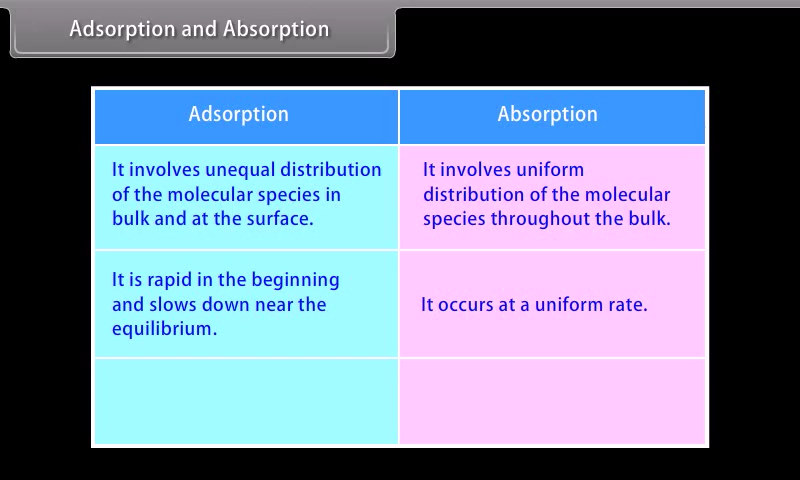 Adsorption and Absorption
Adsorption
Absorption
It involves unequal distribution
of the molecular species in
bulk and at the surface.
It involves uniform
distribution of the molecular
species throughout the bulk.
It is rapid in the beginning
and slows down near the
equilibrium.
It occurs at a uniform rate.